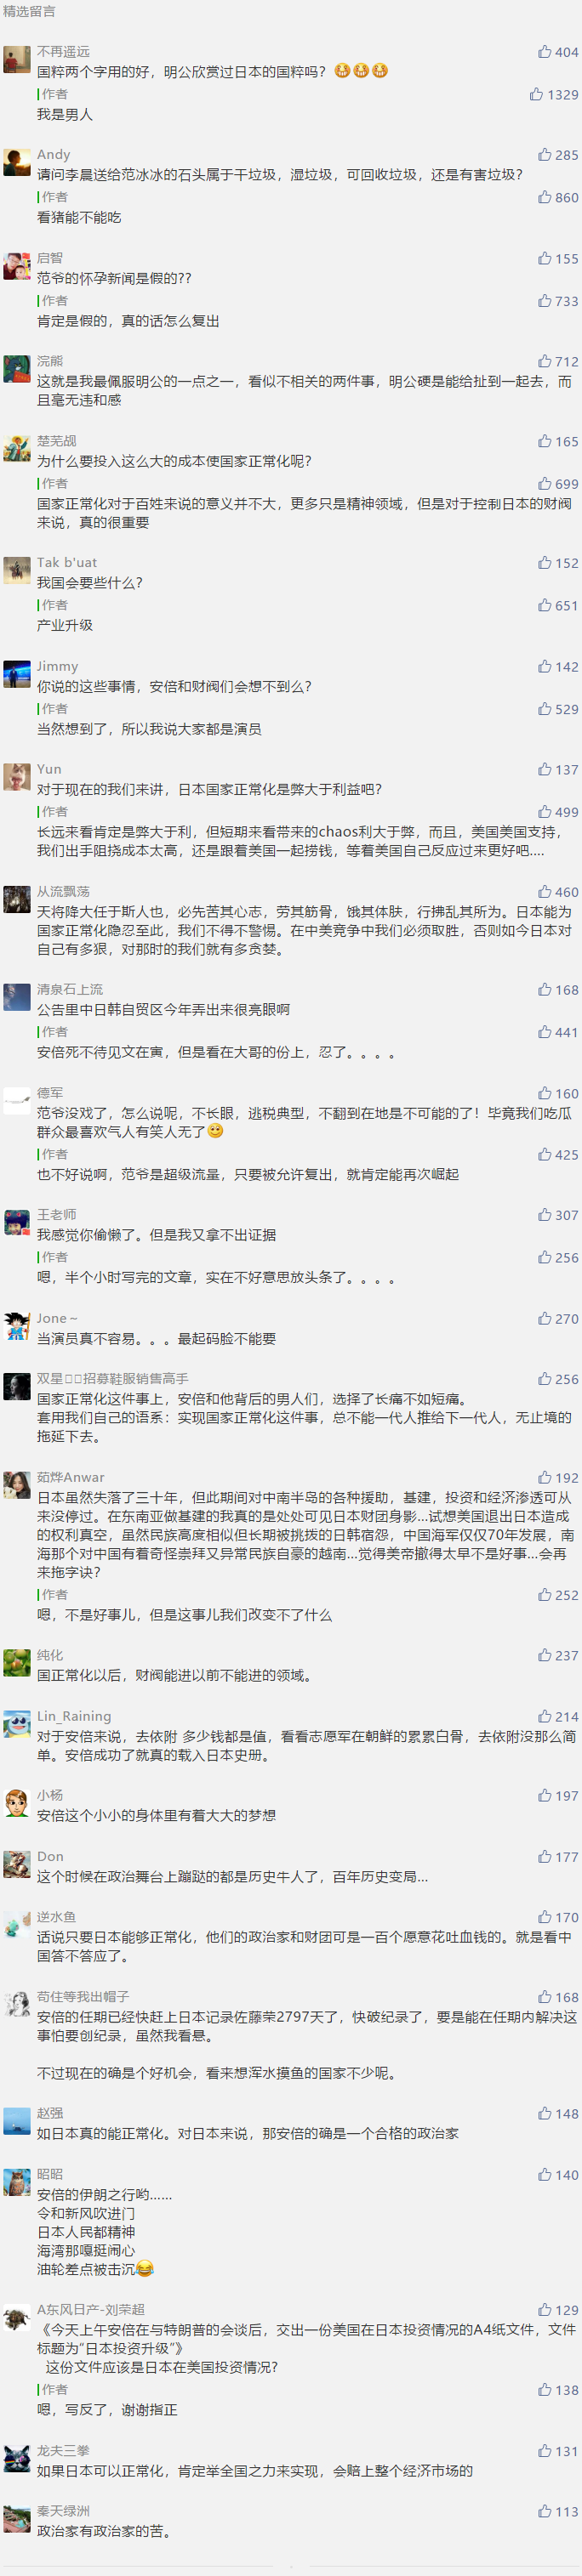 精选留言
不再遥远 404
国粹两个字用的好，明公欣赏过日本的国粹吗？😁😁😁
作者 1329
我是男人
Andy 285
请问李晨送给范冰冰的石头属于干垃圾，湿垃圾，可回收垃圾，还是有害垃圾？
作者 860
看猪能不能吃
启智 155
范爷的怀孕新闻是假的??
作者 733
肯定是假的，真的话怎么复出
浣熊 712
这就是我最佩服明公的一点之一，看似不相关的两件事，明公硬是能给扯到一起去，而
且毫无违和感
楚芜觇 165
为什么要投入这么大的成本使国家正常化呢？
作者 699
国家正常化对于百姓来说的意义并不大，更多只是精神领域，但是对于控制日本的财阀
来说，真的很重要
Tak b'uat 152
我国会要些什么？
作者 651
产业升级
Jimmy 142
你说的这些事情，安倍和财阀们会想不到么？
作者 529
当然想到了，所以我说大家都是演员
Yun 137
对于现在的我们来讲，日本国家正常化是弊大于利益吧？
作者 499
长远来看肯定是弊大于利，但短期来看带来的chaos利大于弊，而且，美国美国支持，
我们出手阻挠成本太高，还是跟着美国一起捞钱，等着美国自己反应过来更好吧....
从流飘荡 460
天将降大任于斯人也，必先苦其心志，劳其筋骨，饿其体肤，行拂乱其所为。日本能为
国家正常化隐忍至此，我们不得不警惕。在中美竞争中我们必须取胜，否则如今日本对
自己有多狠，对那时的我们就有多贪婪。
清泉石上流 168
公告里中日韩自贸区今年弄出来很亮眼啊
作者 441
安倍死不待见文在寅，但是看在大哥的份上，忍了。。。。
德军 160
范爷没戏了，怎么说呢，不长眼，逃税典型，不翻到在地是不可能的了！毕竟我们吃瓜
群众最喜欢气人有笑人无了😊
作者 425
也不好说啊，范爷是超级流量，只要被允许复出，就肯定能再次崛起
王老师 307
我感觉你偷懒了。但是我又拿不出证据
作者 256
嗯，半个小时写完的文章，实在不好意思放头条了。。。。
Jone～ 270
当演员真不容易。。。最起码脸不能要
双星招募鞋服销售高手 256
国家正常化这件事上，安倍和他背后的男人们，选择了长痛不如短痛。
套用我们自己的语系：实现国家正常化这件事，总不能一代人推给下一代人，无止境的
拖延下去。
茹烨Anwar 192
日本虽然失落了三十年，但此期间对中南半岛的各种援助，基建，投资和经济渗透可从
来没停过。在东南亚做基建的我真的是处处可见日本财团身影…试想美国退出日本造成
的权利真空，虽然民族高度相似但长期被挑拨的日韩宿怨，中国海军仅仅70年发展，南
海那个对中国有着奇怪崇拜又异常民族自豪的越南…觉得美帝撤得太早不是好事…会再
来拖字诀？
作者 252
嗯，不是好事儿，但是这事儿我们改变不了什么
纯化 237
国正常化以后，财阀能进以前不能进的领域。
Lin_Raining 214
对于安倍来说，去依附 多少钱都是值，看看志愿军在朝鲜的累累白骨，去依附没那么简
单。安倍成功了就真的载入日本史册。
小杨 197
安倍这个小小的身体里有着大大的梦想
Don 177
这个时候在政治舞台上蹦跶的都是历史牛人了，百年历史变局…
逆水鱼 170
话说只要日本能够正常化，他们的政治家和财团可是一百个愿意花吐血钱的。就是看中
国答不答应了。
苟住等我出帽子 168
安倍的任期已经快赶上日本记录佐藤荣2797天了，快破纪录了，要是能在任期内解决这
事怕要创纪录，虽然我看悬。
不过现在的确是个好机会，看来想浑水摸鱼的国家不少呢。
赵强 148
如日本真的能正常化。对日本来说，那安倍的确是一个合格的政治家
昭昭 140
安倍的伊朗之行哟……
令和新风吹进门
日本人民都精神
海湾那嘎挺闹心
油轮差点被击沉😂
A东风日产-刘荣超 129
《今天上午安倍在与特朗普的会谈后，交出一份美国在日本投资情况的A4纸文件，文件
标题为“日本投资升级”》
这份文件应该是日本在美国投资情况?
作者 138
嗯，写反了，谢谢指正
龙夫三拳 131
如果日本可以正常化，肯定举全国之力来实现，会赔上整个经济市场的
秦天绿洲 113
政治家有政治家的苦。